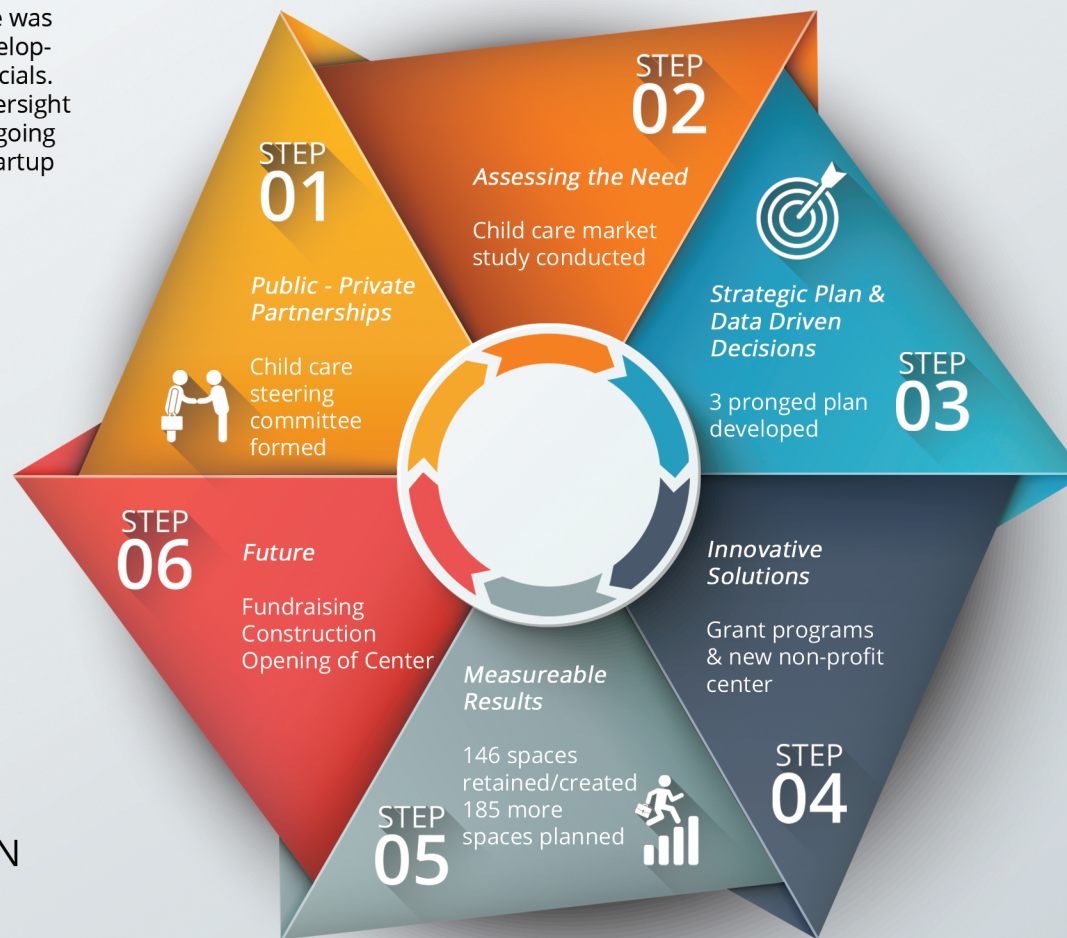 was
cials.
going
STEP
01
Public - Private
Partnerships
Child care
steering
committee
formed
STEP
02
Assessing the Need
Child care market
study conducted
Strategic Plan &
Data Driven
Decisions
3 pronged plan
developed
STEP
03
Innovative
Solutions
Grant programs
& new non-profit
center
STEP
04
Measureable
Results
146 spaces
retained/created
185 more
spaces planned
STEP
05
STEP
06
Future
Fundraising
Construction
Opening of Center
N